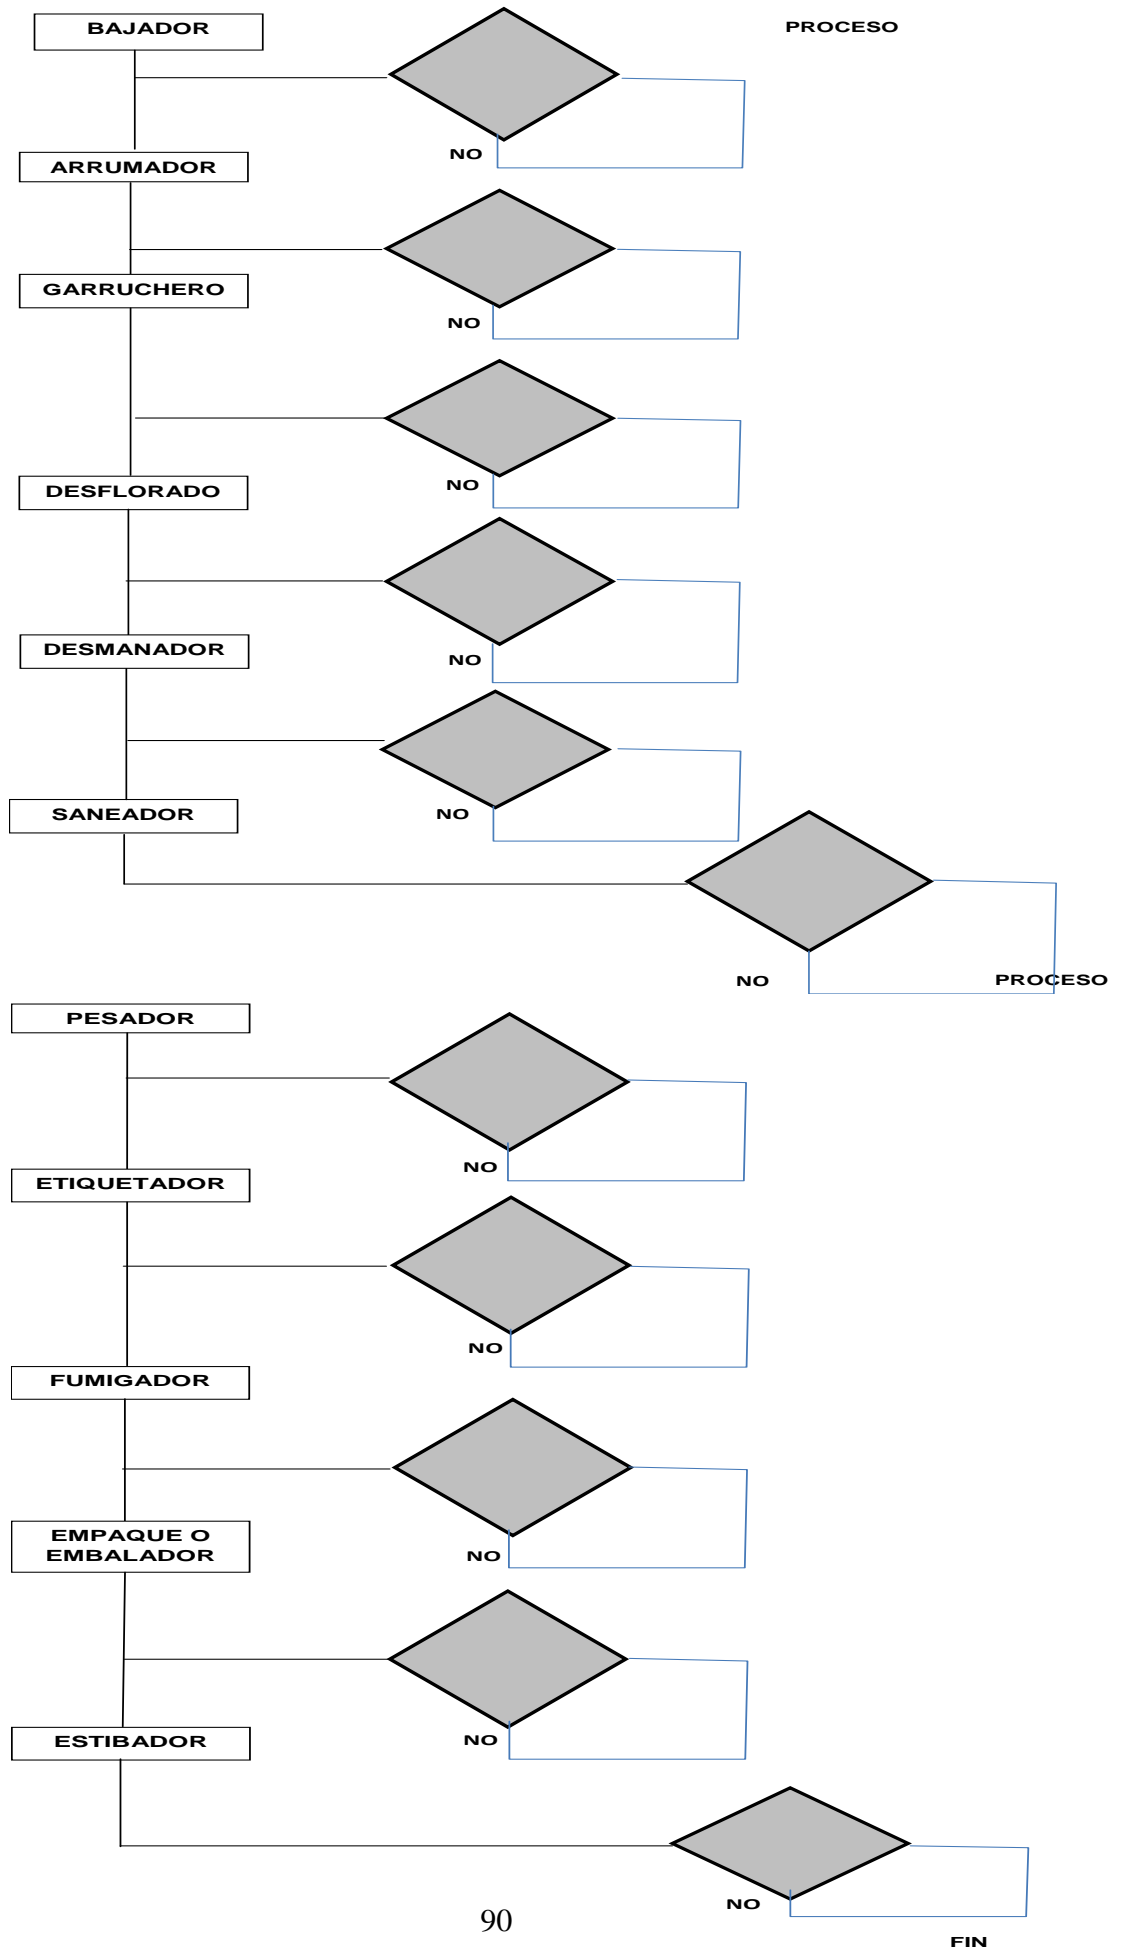 BAJADOR
PROCESO
NO
ARRUMADOR
GARRUCHERO
NO
NO
DESFLORADO
DESMANADOR
NO
SANEADOR
NO
NO
PROCESO
PESADOR
NO
ETIQUETADOR
NO
FUMIGADOR
EMPAQUE O
EMBALADOR
NO
ESTIBADOR
NO
NO
90
FIN